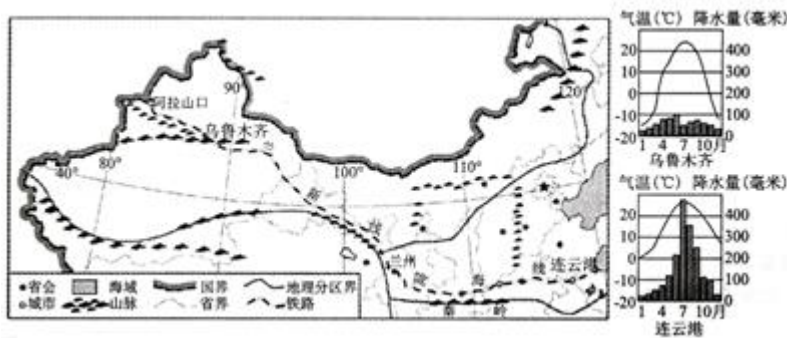 阿拉山口
90°
乌鲁木齐
120°
40°
80°
100°
110°
兰
新
线
兰州
陇
海
线
连云港
秦
岭
省会
海域
国界
地理分区界
城市
山脉
省界
铁路
气温(℃) 降水量(毫米)
20
10
0
-10
-20
400
300
200
100
0
1 4 7 10月
乌鲁木齐
气温(℃) 降水量(毫米)
20
10
0
-10
-20
400
300
200
100
0
1 4 7 10月
连云港